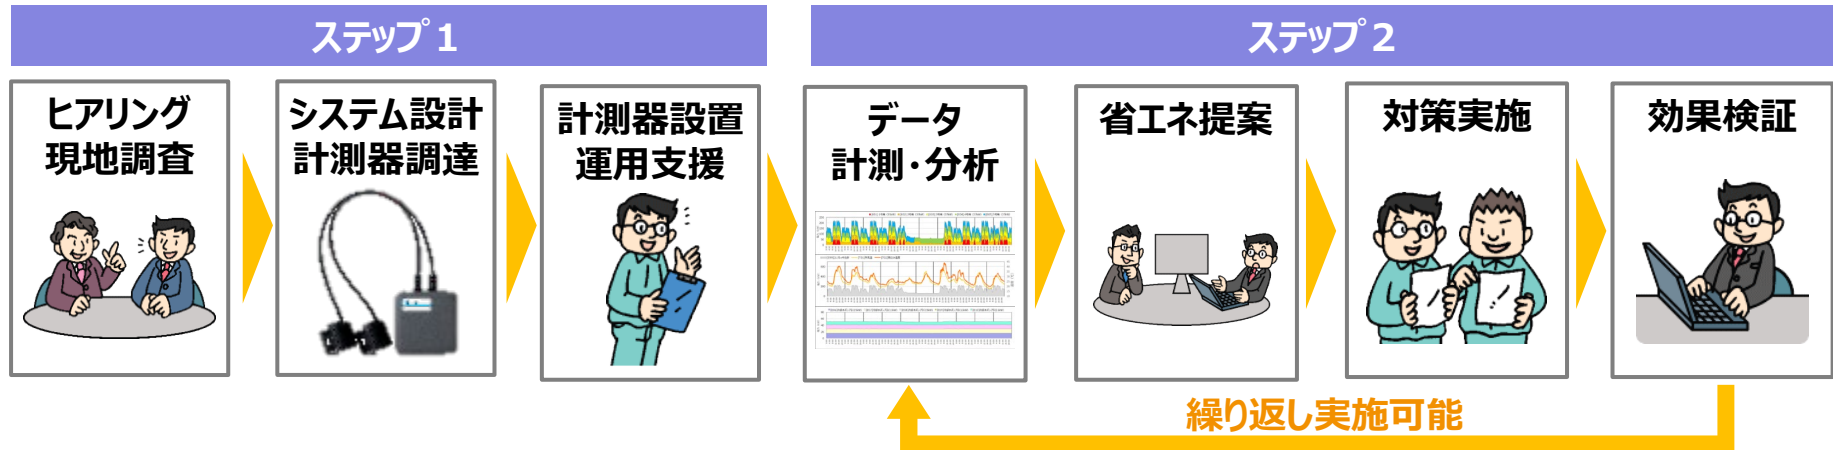 ステップ1
ステップ2
ヒアリング
現地調査
システム設計
計測器調達
計測器設置
運用支援
データ
計測・分析
省エネ提案
対策実施
効果検証
繰り返し実施可能